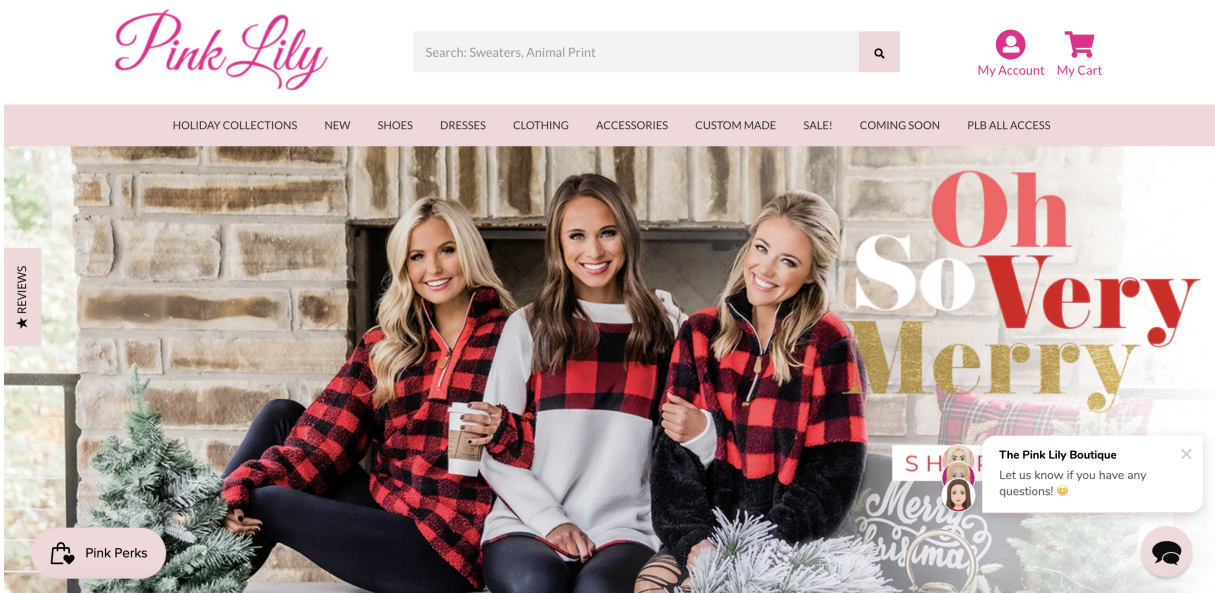 Pink Lily
Search: Sweaters, Animal Print
My Account
My Cart
HOLIDAY COLLECTIONS
NEW
SHOES
DRESSES
CLOTHING
ACCESSORIES
CUSTOM MADE
SALE!
COMING SOON
PLB ALL ACCESS
★ REVIEWS
Oh
So Very
Merry
The Pink Lily Boutique
Let us know if you have any
questions! 😊
Merry
Pink Perks